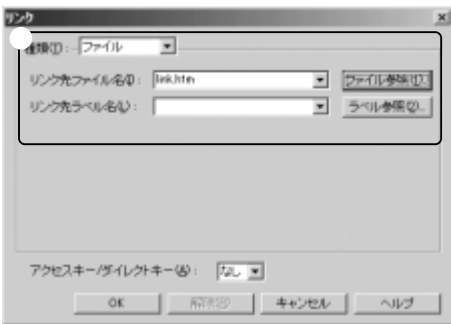 リンク
種類(T): ファイル
リンク先ファイル名(I): link.htm ファイル参照(1)...
リンク先ラベル名(L): ラベル参照(2)...
アクセスキー/ダイレクトキー(A): なし
OK 解除(R) キャンセル ヘルプ